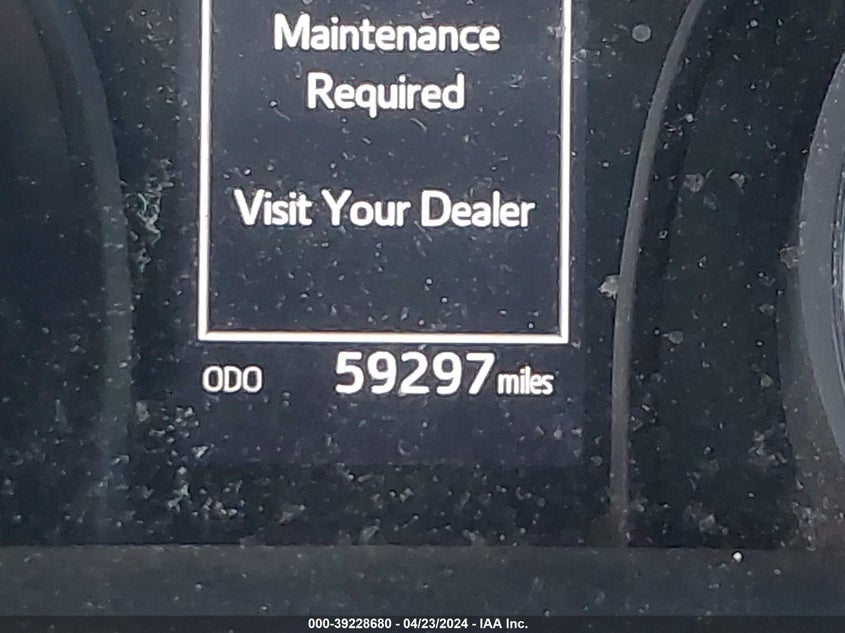 Maintenance
Required
Visit Your Dealer
ODO 59297 miles
000-39228680 - 04/23/2024 - IAA Inc.